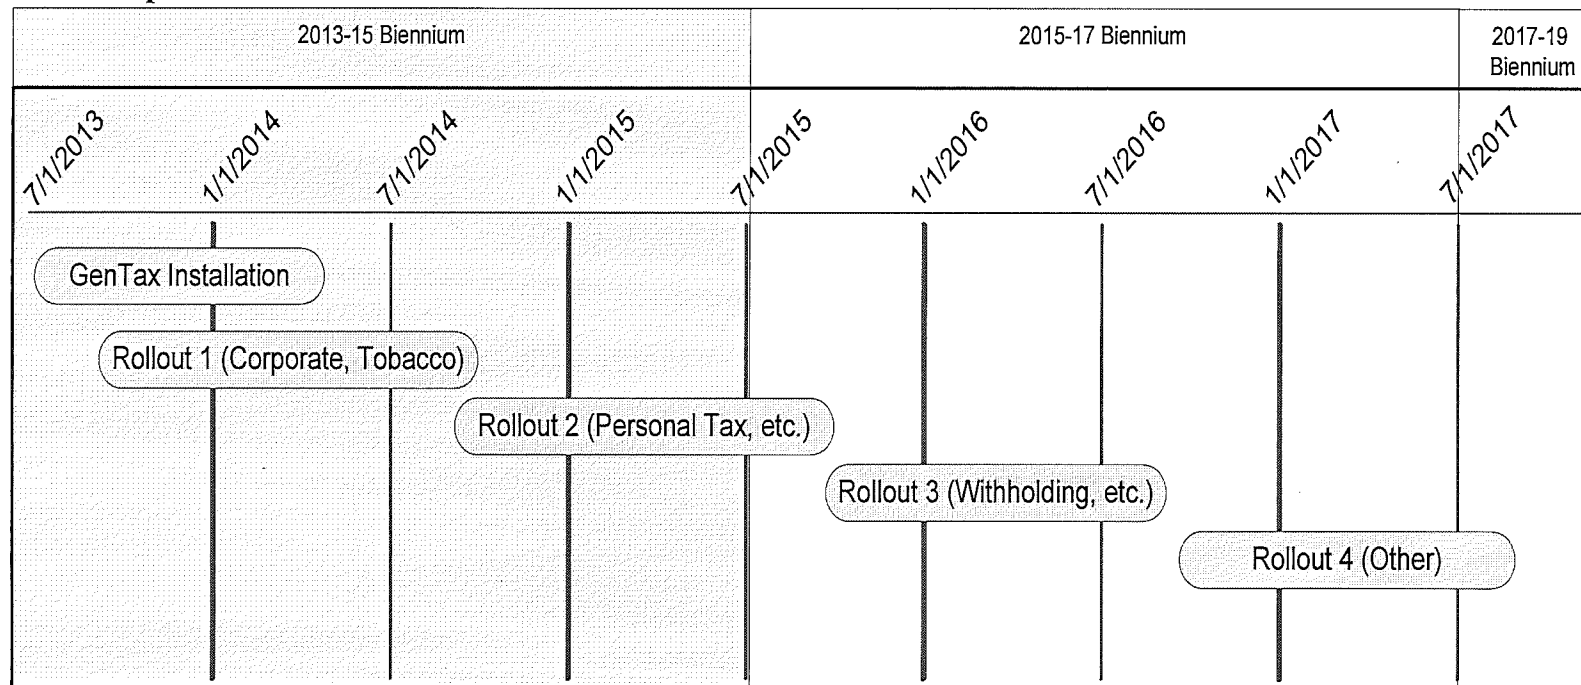 2013-15 Biennium
2015-17 Biennium
2017-19
Biennium
7/1/2013
1/1/2014
7/1/2014
1/1/2015
7/1/2015
1/1/2016
7/1/2016
1/1/2017
7/1/2017
GenTax Installation
Rollout 1 (Corporate, Tobacco)
Rollout 2 (Personal Tax, etc.)
Rollout 3 (Withholding, etc.)
Rollout 4 (Other)